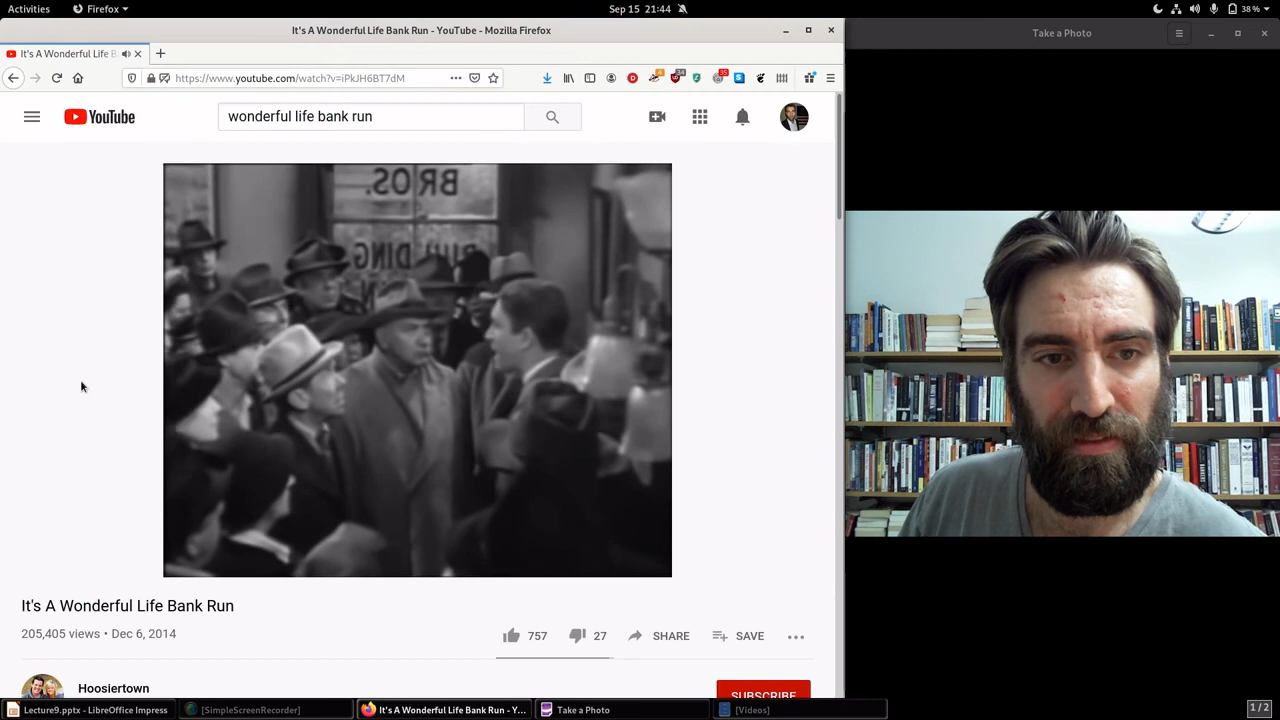 Activities
Firefox
Sep 15 21:44
38 %
It's A Wonderful Life Bank Run - YouTube - Mozilla Firefox
Take a Photo
It's A Wonderful Life B
https://www.youtube.com/watch?v=iPkJH6BT7dM
YouTube
wonderful life bank run
BROS.
BUILDING
It's A Wonderful Life Bank Run
205,405 views • Dec 6, 2014
757
27
SHARE
SAVE
Hoosiertown
SUBSCRIBE
Lecture9.pptx - LibreOffice Impress
[SimpleScreenRecorder]
It's A Wonderful Life Bank Run - Y...
Take a Photo
[Videos]
1 / 2